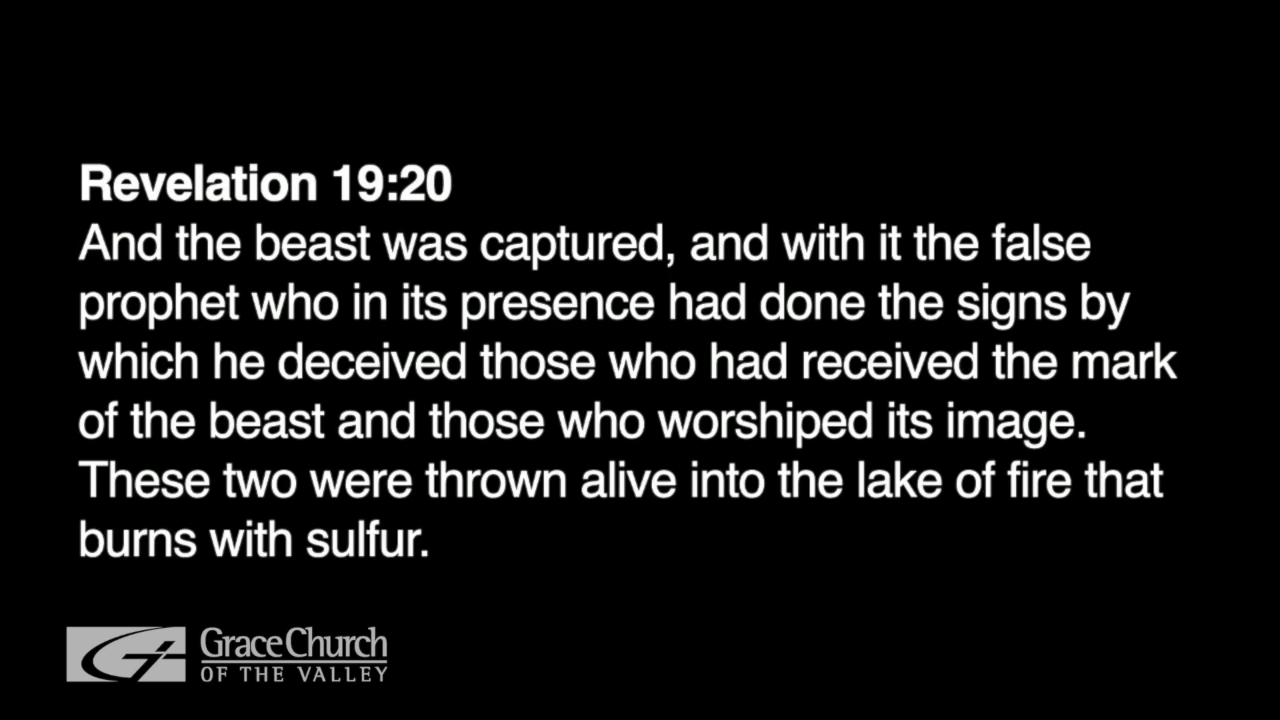 Revelation 19:20
And the beast was captured, and with it the false
prophet who in its presence had done the signs by
which he deceived those who had received the mark
of the beast and those who worshiped its image.
These two were thrown alive into the lake of fire that
burns with sulfur.
Grace Church
OF THE VALLEY